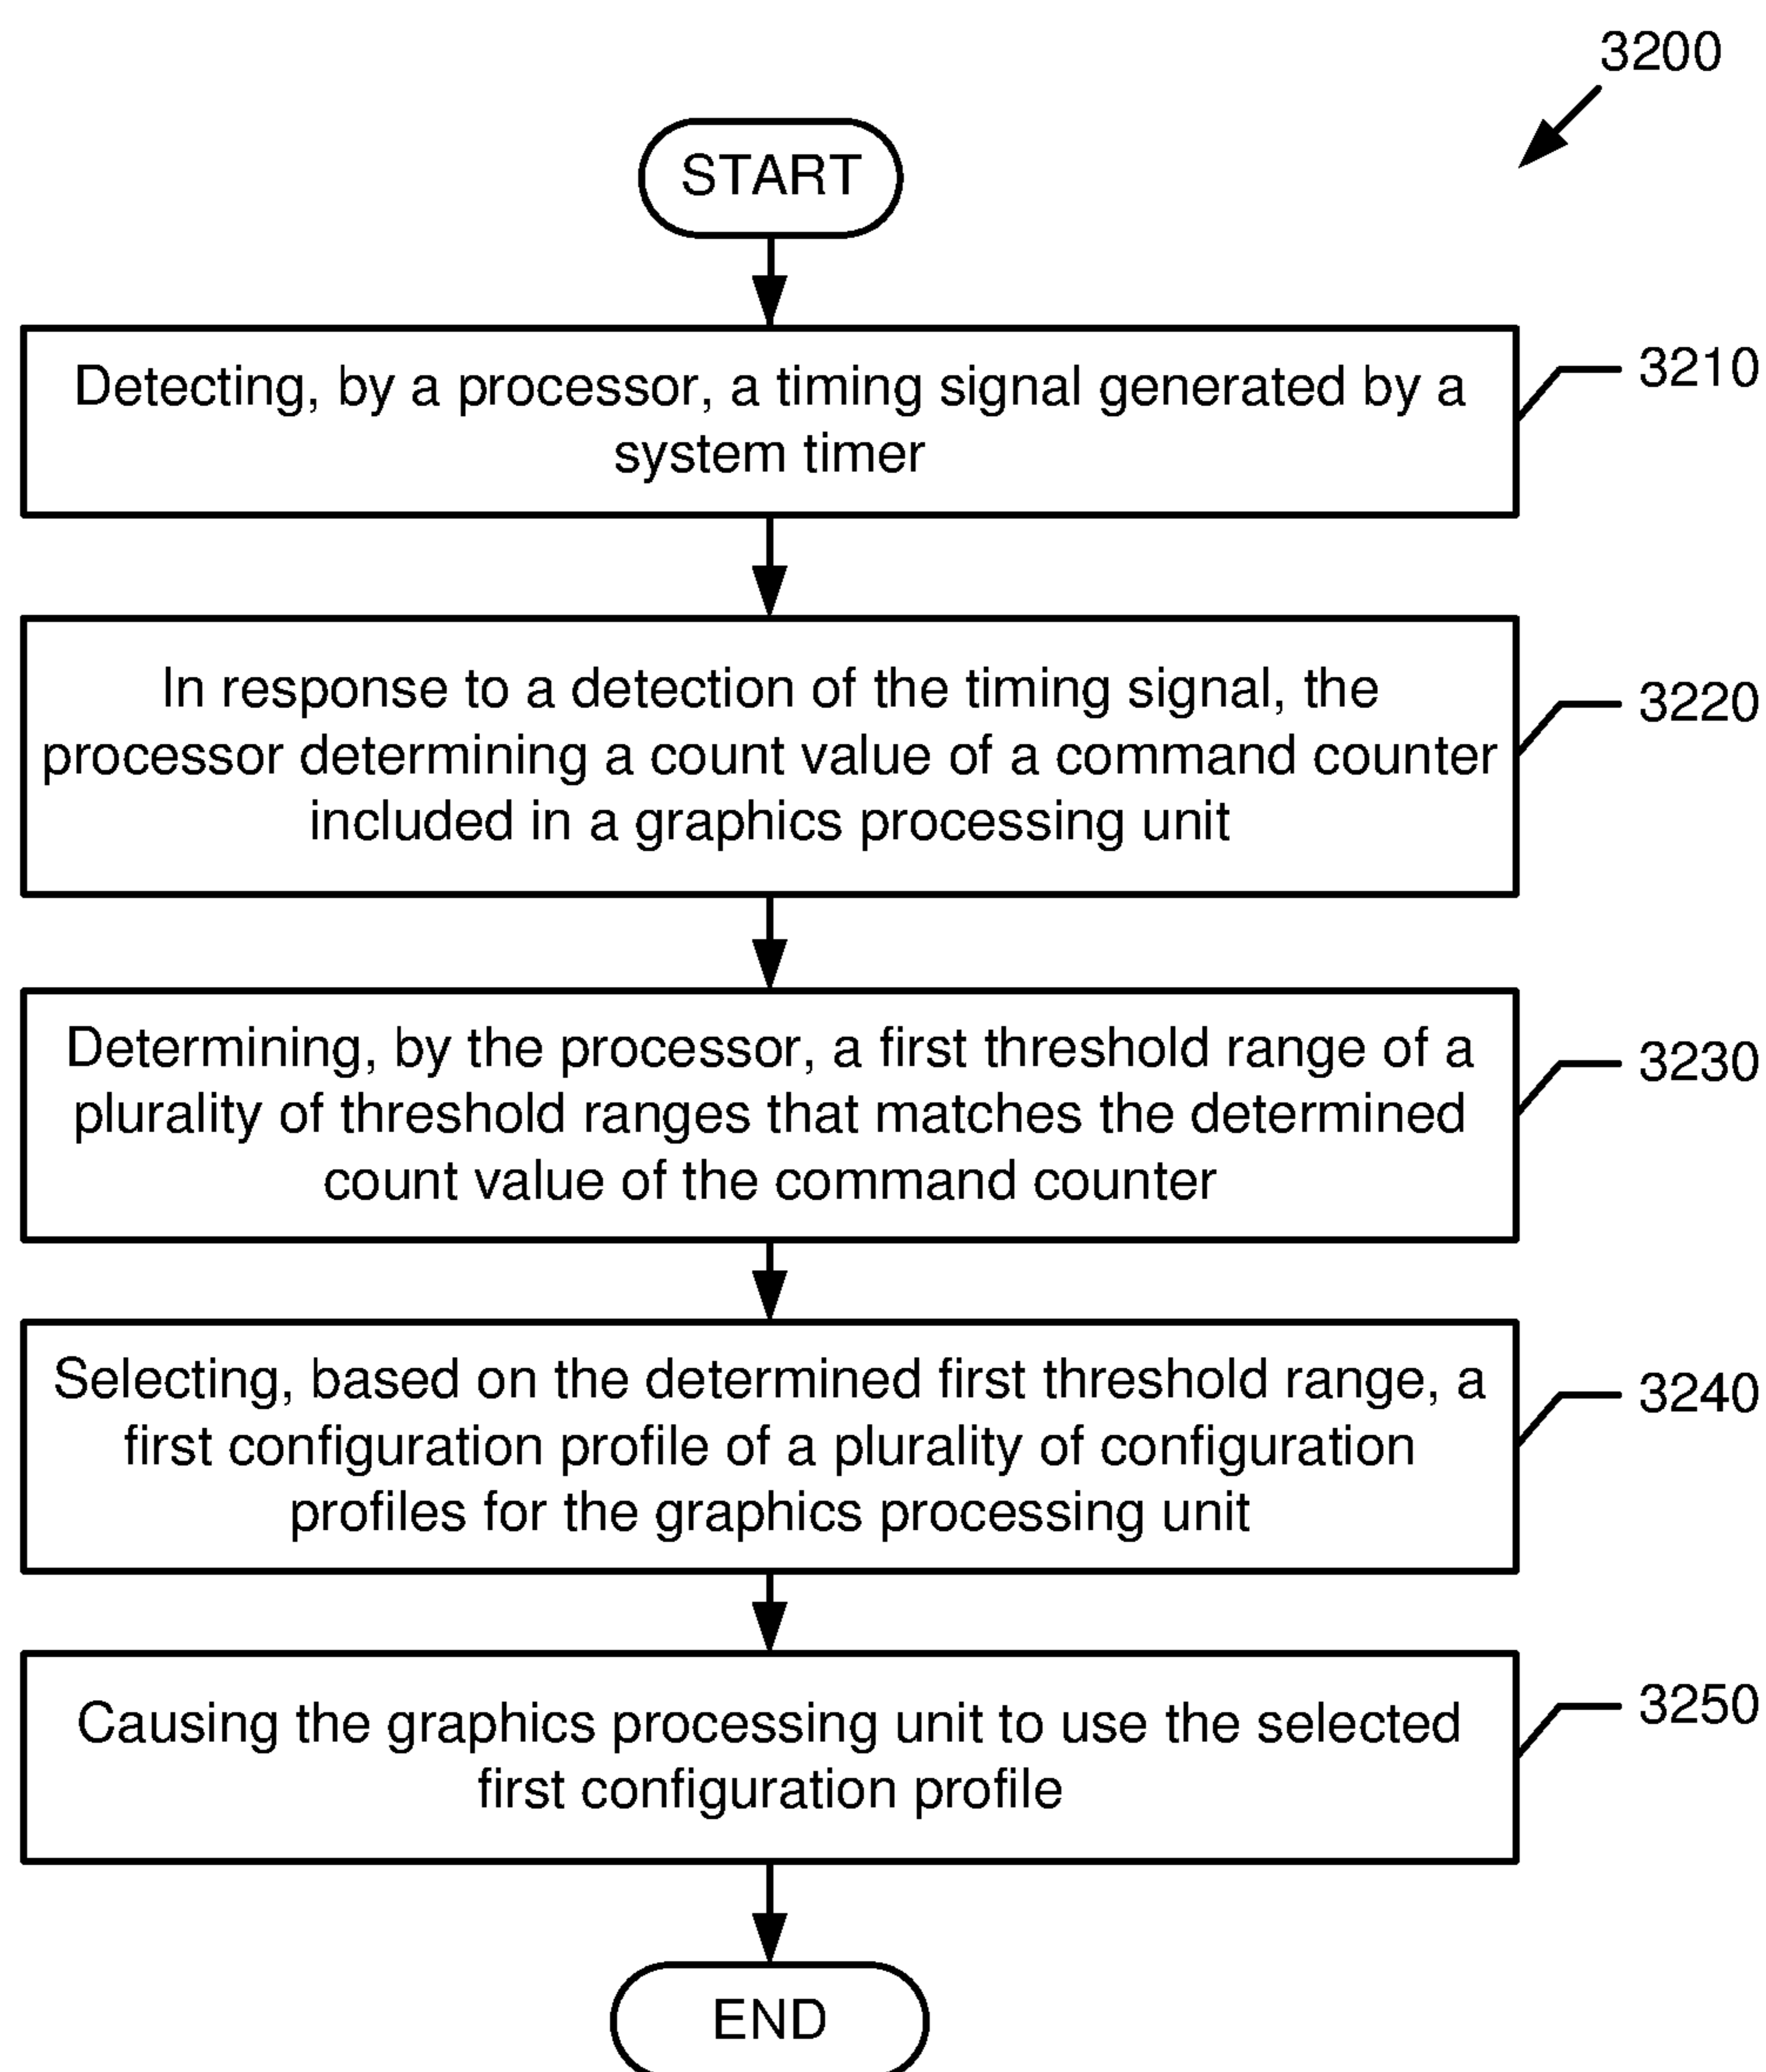 3200
START
Detecting, by a processor, a timing signal generated by a
system timer
3210
In response to a detection of the timing signal, the
processor determining a count value of a command counter
included in a graphics processing unit
3220
Determining, by the processor, a first threshold range of a
plurality of threshold ranges that matches the determined
count value of the command counter
3230
Selecting, based on the determined first threshold range, a
first configuration profile of a plurality of configuration
profiles for the graphics processing unit
3240
Causing the graphics processing unit to use the selected
first configuration profile
3250
END